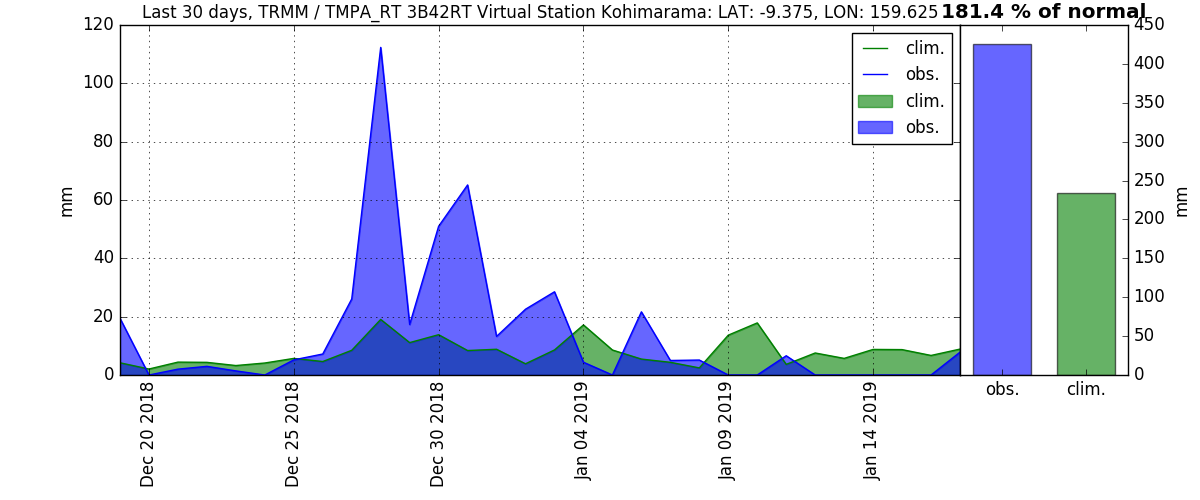 Last 30 days, TRMM / TMPA_RT 3B42RT Virtual Station Kohimarama: LAT: -9.375, LON: 159.625 181.4 % of normal
120
100
80
60
40
20
0
mm
clim.
obs.
clim.
obs.
450
400
350
300
250
200
150
100
50
0
mm
Dec 20 2018
Dec 25 2018
Dec 30 2018
Jan 04 2019
Jan 09 2019
Jan 14 2019
obs.
clim.